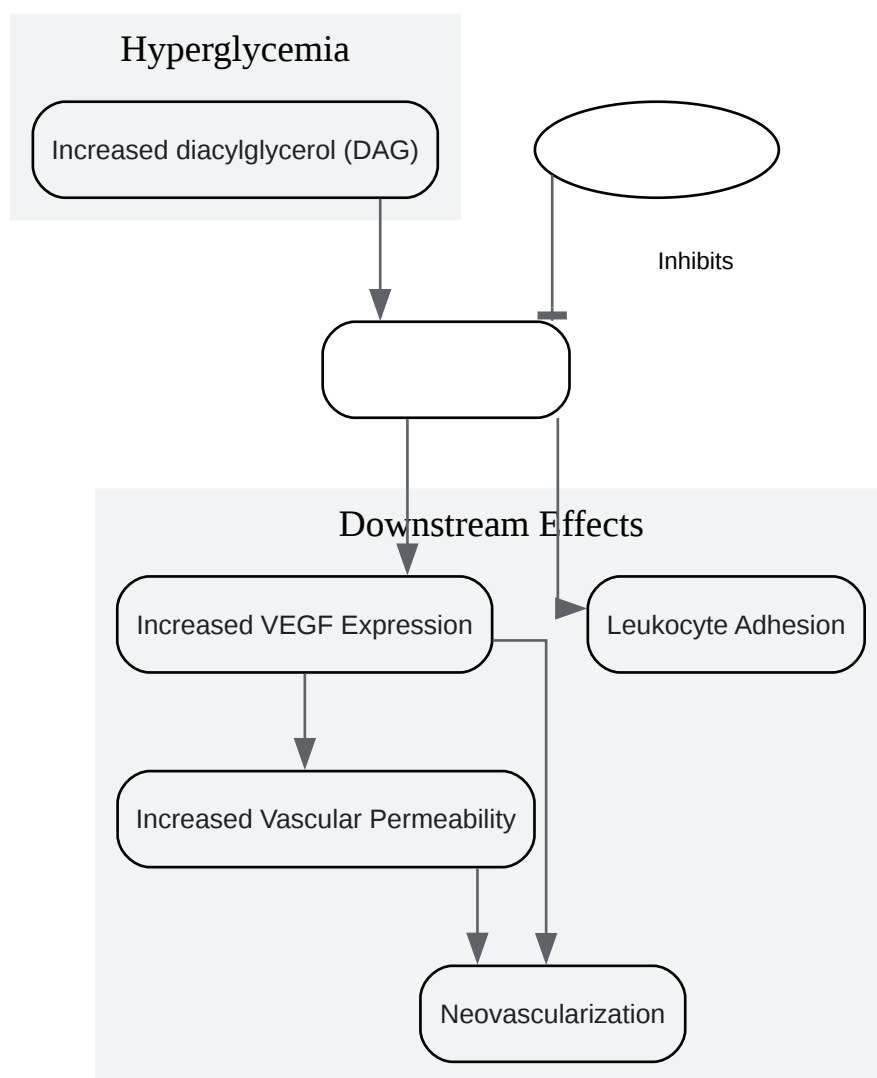 Hyperglycemia
Increased diacylglycerol (DAG)
Inhibits
Downstream Effects
Increased VEGF Expression
Leukocyte Adhesion
Increased Vascular Permeability
Neovascularization